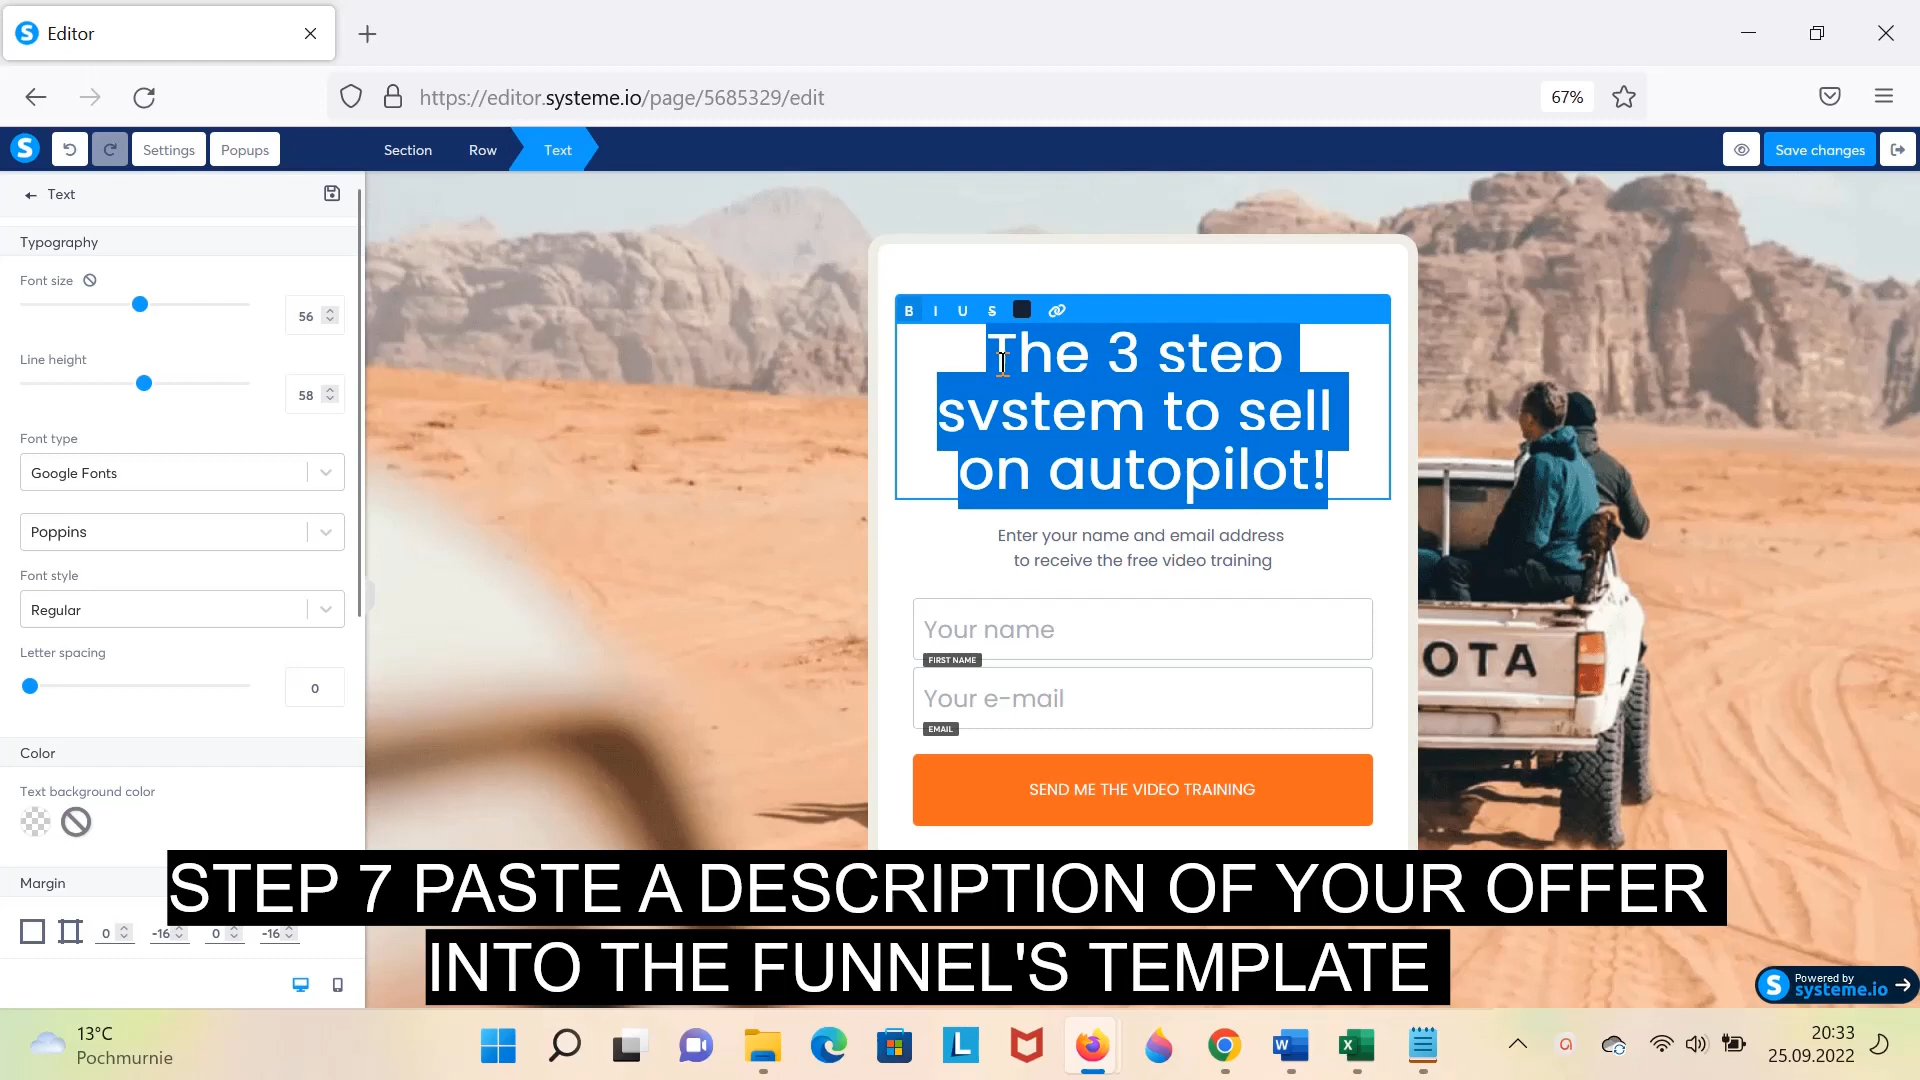 Editor
https://editor.systeme.io/page/5685329/edit
67%
Settings
Popups
Section
Row
Text
Save changes
Text
Typography
Font size
56
Line height
58
Font type
Google Fonts
Poppins
Font style
Regular
Letter spacing
0
Color
Text background color
Margin
0
-16
0
-16
B I U S
The 3 step
system to sell
on autopilot!
Enter your name and email address
to receive the free video training
Your name
FIRST NAME
Your e-mail
EMAIL
SEND ME THE VIDEO TRAINING
OTA
STEP 7 PASTE A DESCRIPTION OF YOUR OFFER
INTO THE FUNNEL'S TEMPLATE
Powered by
systeme.io
13°C
Pochmurnie
20:33
25.09.2022